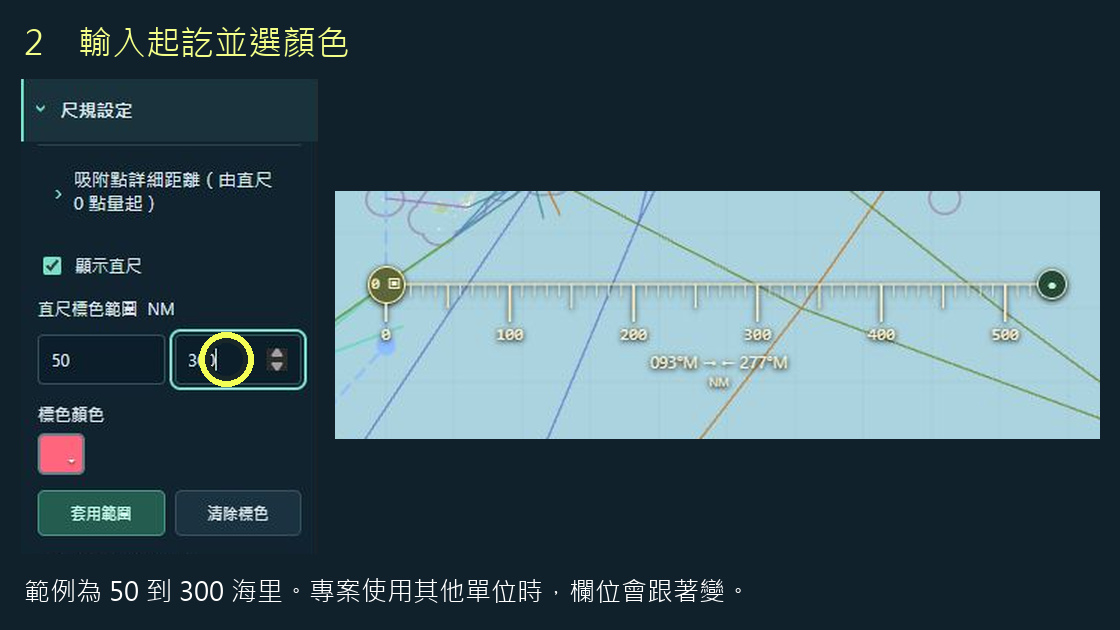 2 輸入起訖並選顏色
尺規設定
吸附點詳細距離（由直尺
0 點量起）
顯示直尺
直尺標色範圍 NM
50
300
標色顏色
套用範圍
清除標色
0
0 100 200 300 400 500
093°M → ← 277°M
NM
範例為 50 到 300 海里。專案使用其他單位時，欄位會跟著變。